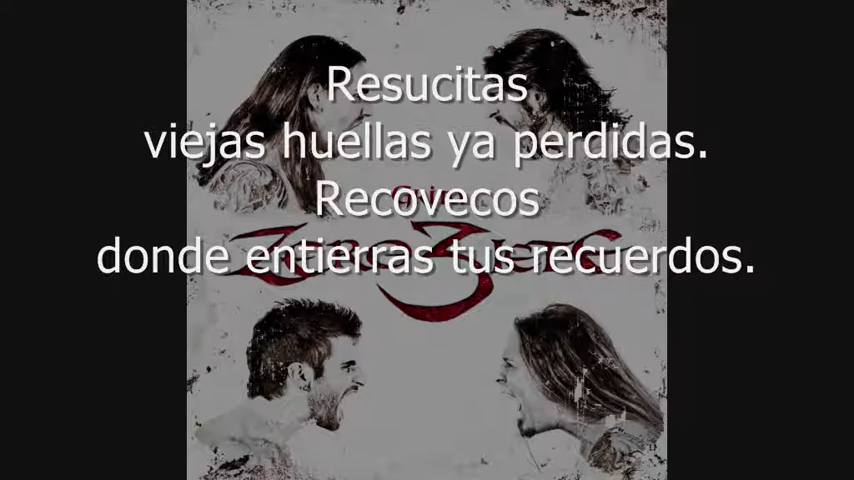 Resucitas
viejas huellas ya perdidas.
Recovecos
donde entierras tus recuerdos.